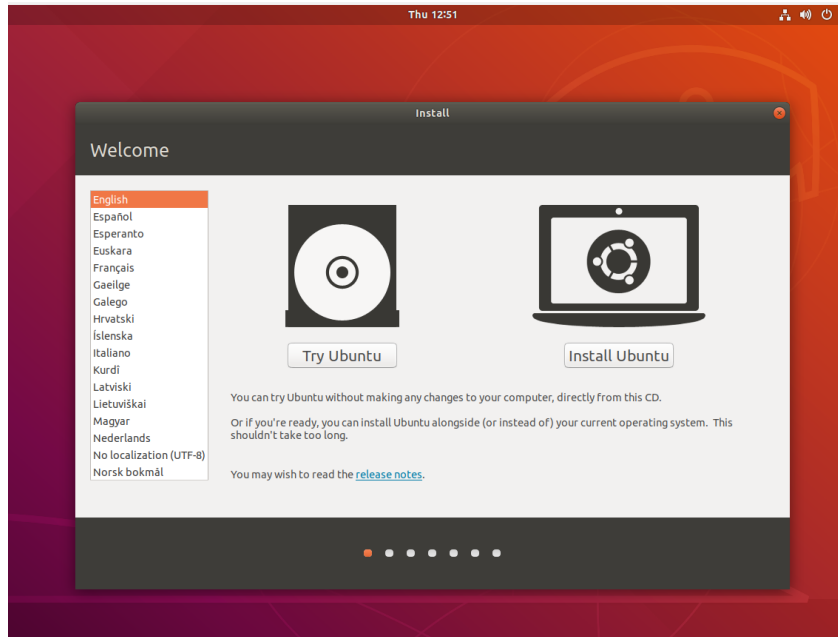 Thu 12:51
Install
Welcome
English
Español
Esperanto
Euskara
Français
Gaeilge
Galego
Hrvatski
Íslenska
Italiano
Kurdî
Latviski
Lietuviškai
Magyar
Nederlands
No localization (UTF-8)
Norsk bokmål
Try Ubuntu
Install Ubuntu
You can try Ubuntu without making any changes to your computer, directly from this CD.
Or if you're ready, you can install Ubuntu alongside (or instead of) your current operating system. This
shouldn't take too long.
You may wish to read the release notes.